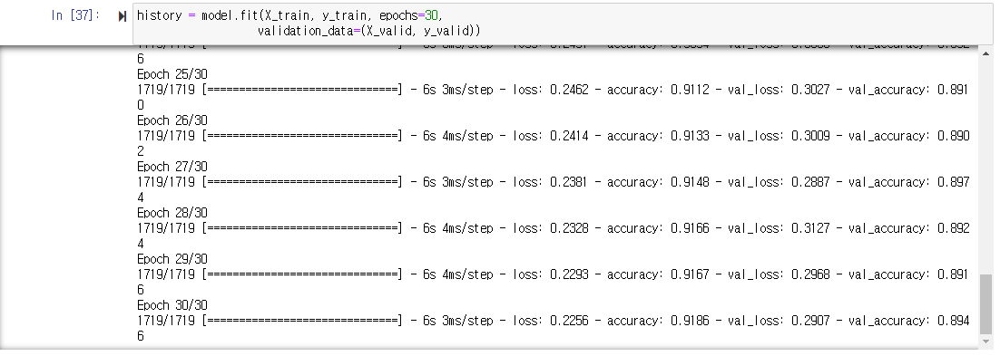 In [37]:
history = model.fit(X_train, y_train, epochs=30,
validation_data=(X_valid, y_valid))
6
Epoch 25/30
1719/1719 [==============================] - 6s 3ms/step - loss: 0.2462 - accuracy: 0.9112 - val_loss: 0.3027 - val_accuracy: 0.891
0
Epoch 26/30
1719/1719 [==============================] - 6s 4ms/step - loss: 0.2414 - accuracy: 0.9133 - val_loss: 0.3009 - val_accuracy: 0.890
2
Epoch 27/30
1719/1719 [==============================] - 6s 3ms/step - loss: 0.2381 - accuracy: 0.9148 - val_loss: 0.2887 - val_accuracy: 0.897
4
Epoch 28/30
1719/1719 [==============================] - 6s 4ms/step - loss: 0.2328 - accuracy: 0.9166 - val_loss: 0.3127 - val_accuracy: 0.892
4
Epoch 29/30
1719/1719 [==============================] - 6s 4ms/step - loss: 0.2293 - accuracy: 0.9167 - val_loss: 0.2968 - val_accuracy: 0.891
6
Epoch 30/30
1719/1719 [==============================] - 6s 3ms/step - loss: 0.2256 - accuracy: 0.9186 - val_loss: 0.2907 - val_accuracy: 0.894
6